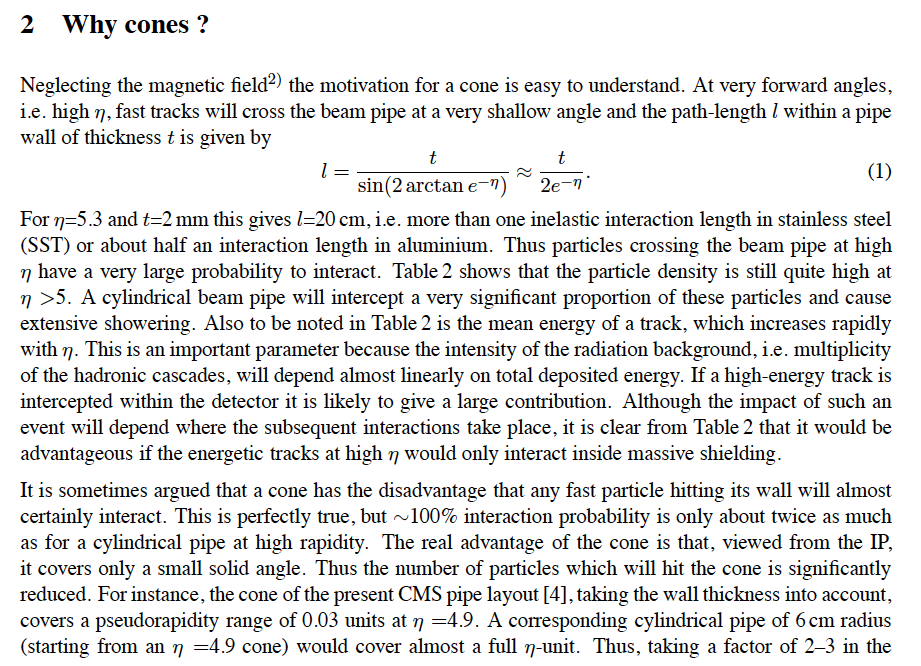 2 Why cones ?
Neglecting the magnetic field2) the motivation for a cone is easy to understand. At very forward angles,
i.e. high η, fast tracks will cross the beam pipe at a very shallow angle and the path-length l within a pipe
wall of thickness t is given by
l = t / sin(2 arctan e^−η) ≈ t / 2e^−η . (1)
For η=5.3 and t=2 mm this gives l=20 cm, i.e. more than one inelastic interaction length in stainless steel
(SST) or about half an interaction length in aluminium. Thus particles crossing the beam pipe at high
η have a very large probability to interact. Table 2 shows that the particle density is still quite high at
η >5. A cylindrical beam pipe will intercept a very significant proportion of these particles and cause
extensive showering. Also to be noted in Table 2 is the mean energy of a track, which increases rapidly
with η. This is an important parameter because the intensity of the radiation background, i.e. multiplicity
of the hadronic cascades, will depend almost linearly on total deposited energy. If a high-energy track is
intercepted within the detector it is likely to give a large contribution. Although the impact of such an
event will depend where the subsequent interactions take place, it is clear from Table 2 that it would be
advantageous if the energetic tracks at high η would only interact inside massive shielding.
It is sometimes argued that a cone has the disadvantage that any fast particle hitting its wall will almost
certainly interact. This is perfectly true, but ∼100% interaction probability is only about twice as much
as for a cylindrical pipe at high rapidity. The real advantage of the cone is that, viewed from the IP,
it covers only a small solid angle. Thus the number of particles which will hit the cone is significantly
reduced. For instance, the cone of the present CMS pipe layout [4], taking the wall thickness into account,
covers a pseudorapidity range of 0.03 units at η =4.9. A corresponding cylindrical pipe of 6 cm radius
(starting from an η =4.9 cone) would cover almost a full η-unit. Thus, taking a factor of 2–3 in the